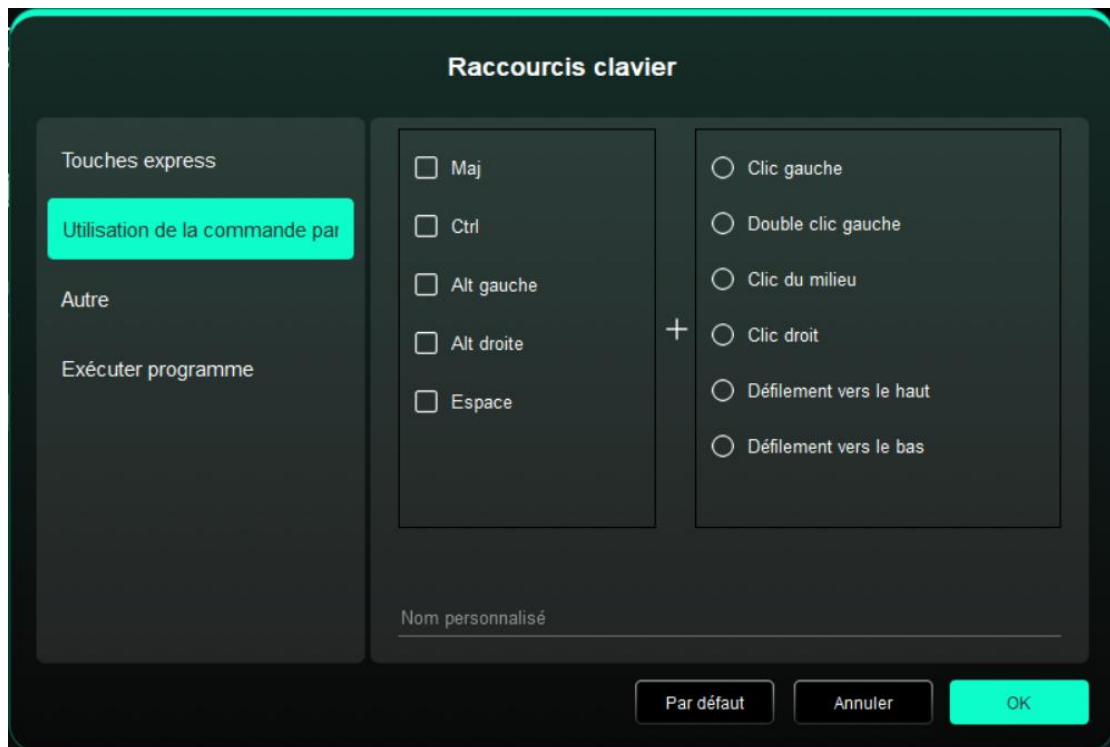 Raccourcis clavier
Touches express
Utilisation de la commande par
Autre
Exécuter programme
Maj
Ctrl
Alt gauche
Alt droite
Espace
+
Clic gauche
Double clic gauche
Clic du milieu
Clic droit
Défilement vers le haut
Défilement vers le bas
Nom personnalisé
Par défaut
Annuler
OK